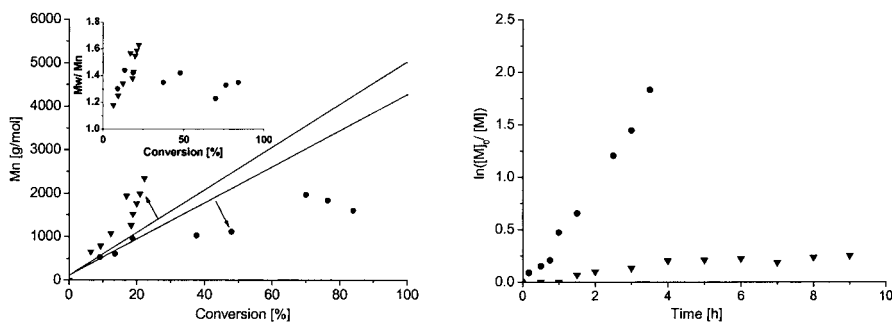 6000
5000
4000
3000
2000
1000
0
Mn [g/mol]
0 20 40 60 80 100
Conversion [%]
1.8
1.6
1.4
1.2
1.0
Mw/ Mn
0 50 100
Conversion [%]
2.5
2.0
1.5
1.0
0.5
0.0
ln([M]0/ [M])
0 2 4 6 8 10
Time [h]